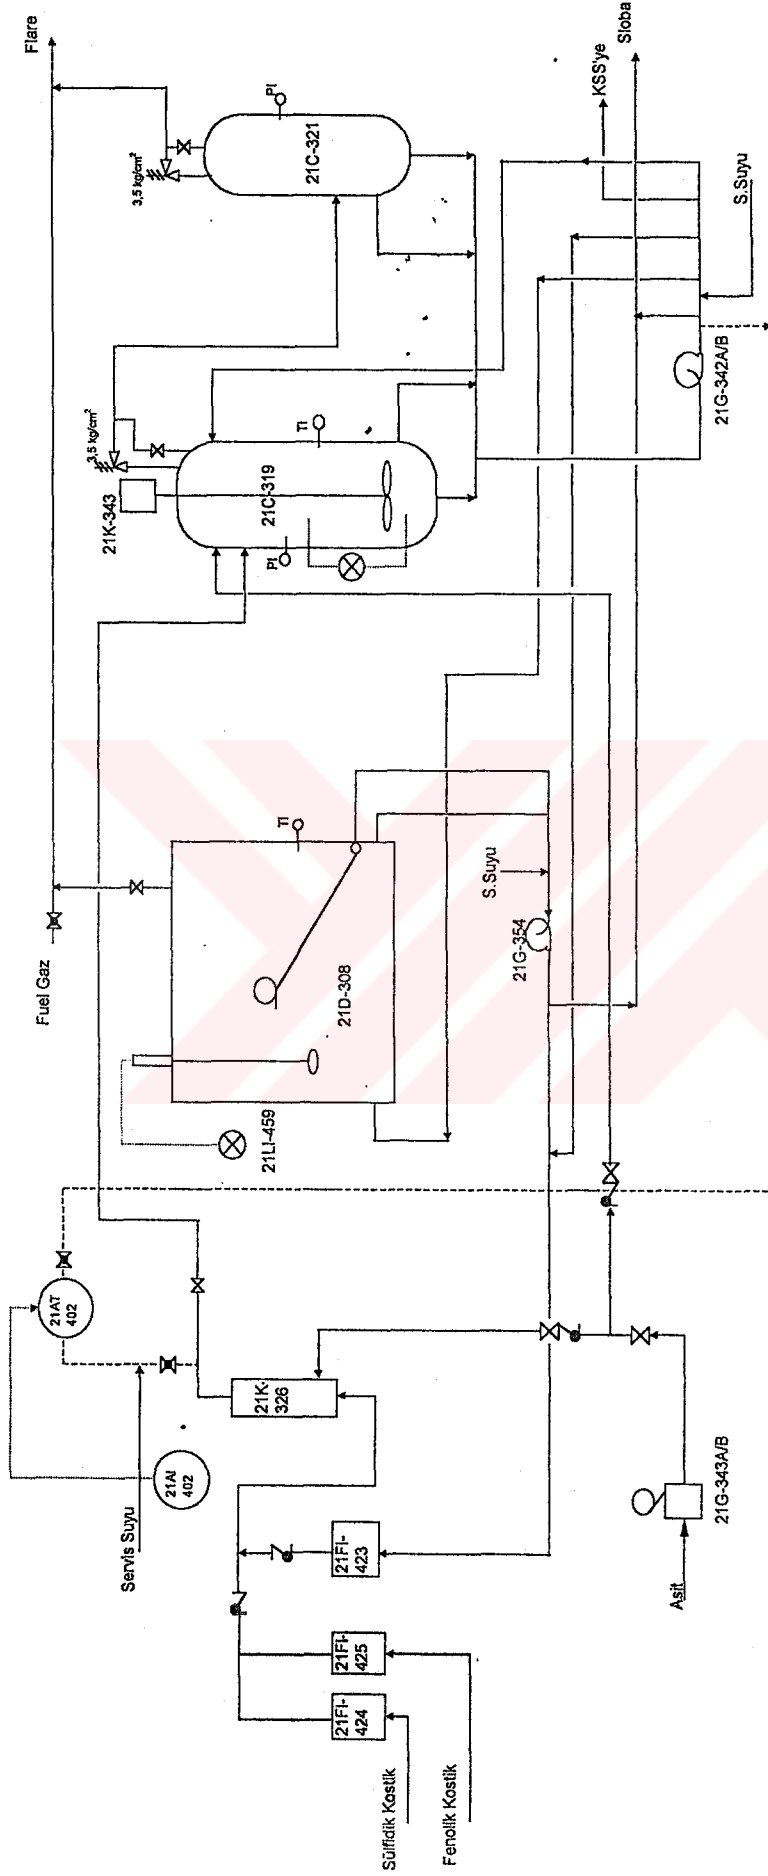 Flare
Fuel Gaz
3,5 kg/cm²
PI
21C-321
KSS'ye
Sloba
S.Suyu
21G-342A/B
3,5 kg/cm²
21K-343
TI
21C-319
PI
TI
21D-308
21LI-459
S.Suyu
21G-354
21AT
402
21AI
402
Servis Suyu
21K-
326
21FI-
423
21FI-
425
21FI-
424
Sülfidik Kostik
Fenolik Kostik
Asit
21G-343A/B